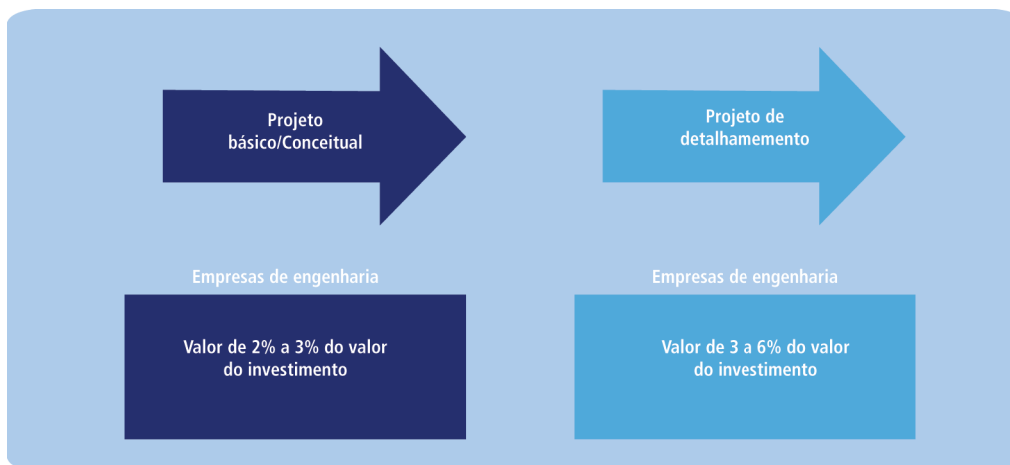 Projeto
básico/Conceitual
Projeto de
detalhamemento
Empresas de engenharia
Empresas de engenharia
Valor de 2% a 3% do valor
do investimento
Valor de 3 a 6% do valor
do investimento